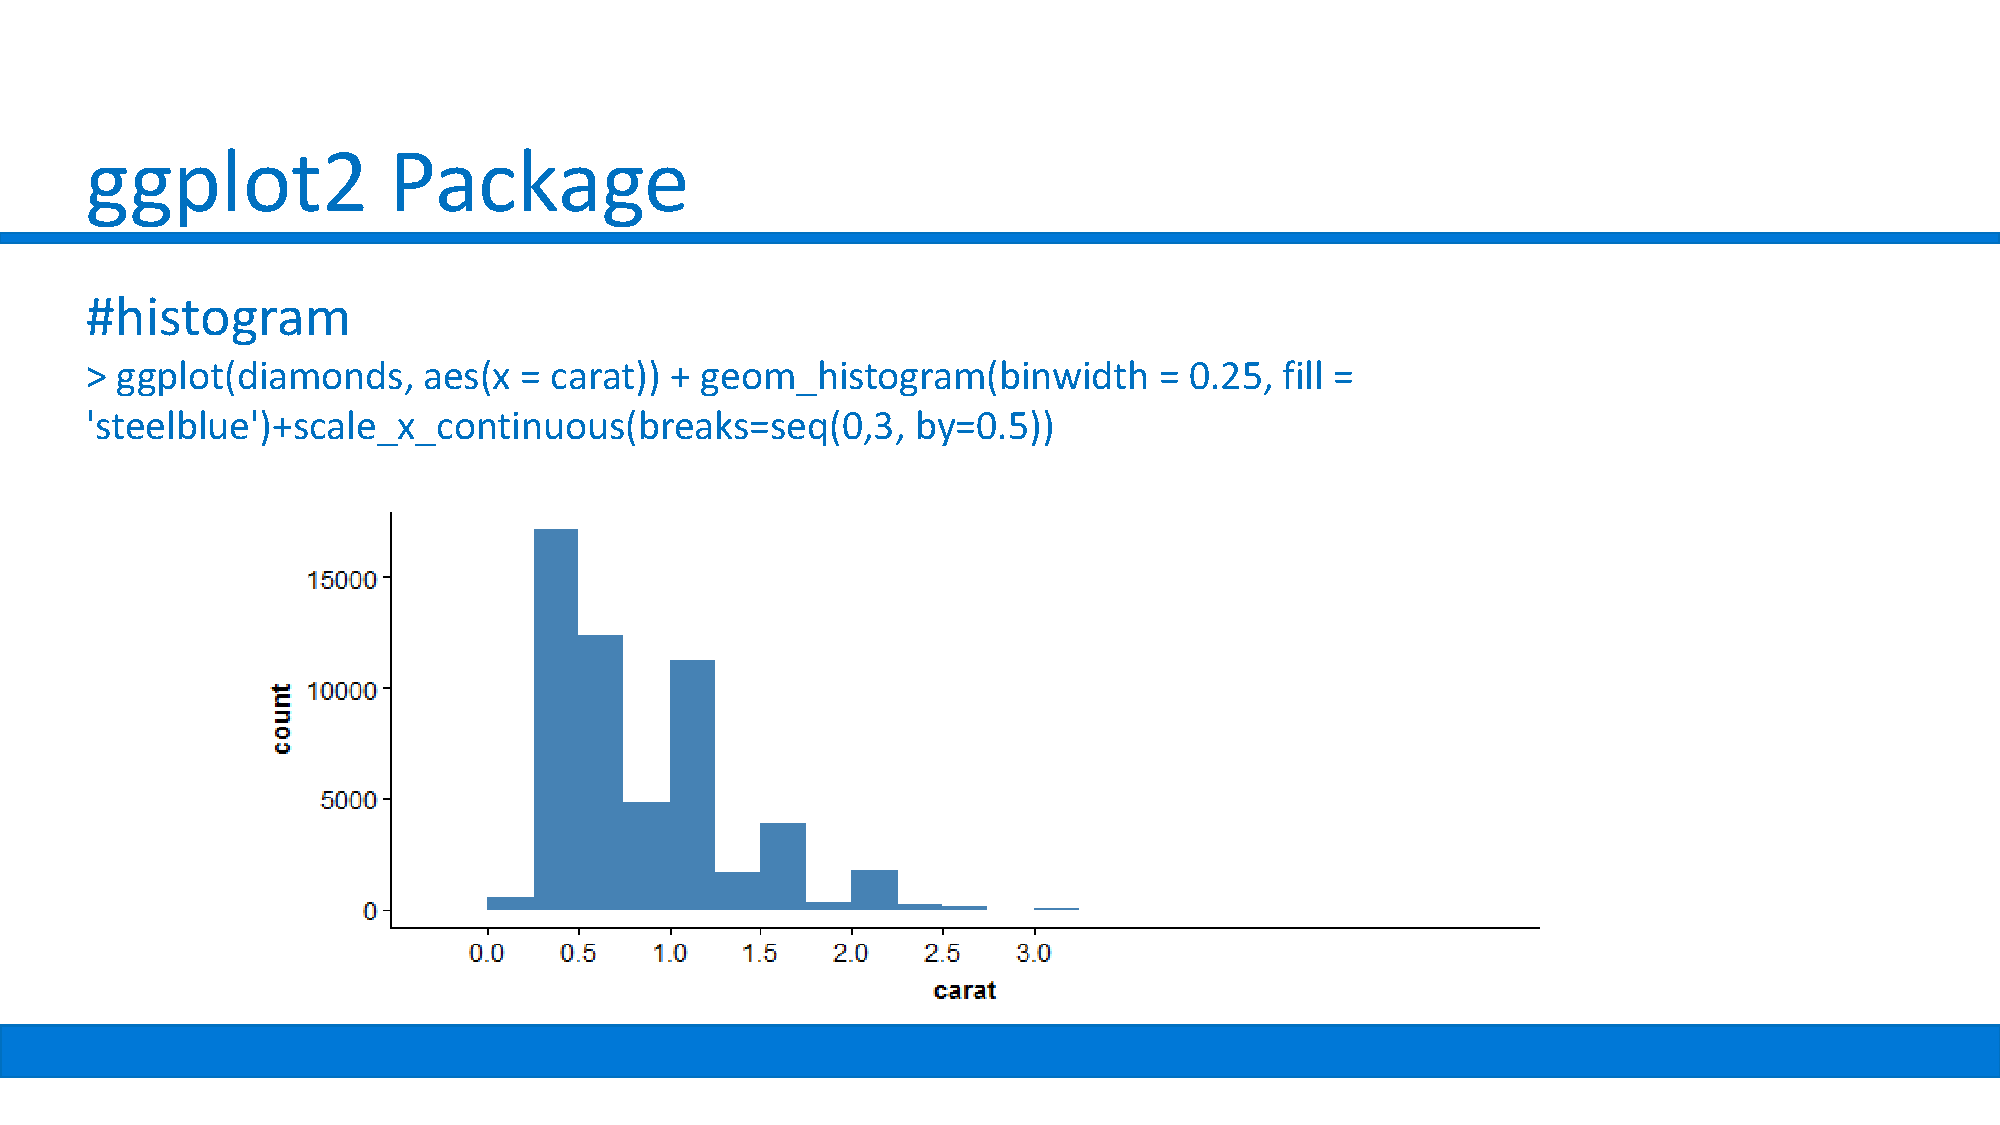 ggplot2 Package
#histogram
> ggplot(diamonds, aes(x = carat)) + geom_histogram(binwidth = 0.25, fill =
'steelblue')+scale_x_continuous(breaks=seq(0,3, by=0.5))
15000
10000
5000
0
count
0.0 0.5 1.0 1.5 2.0 2.5 3.0
carat